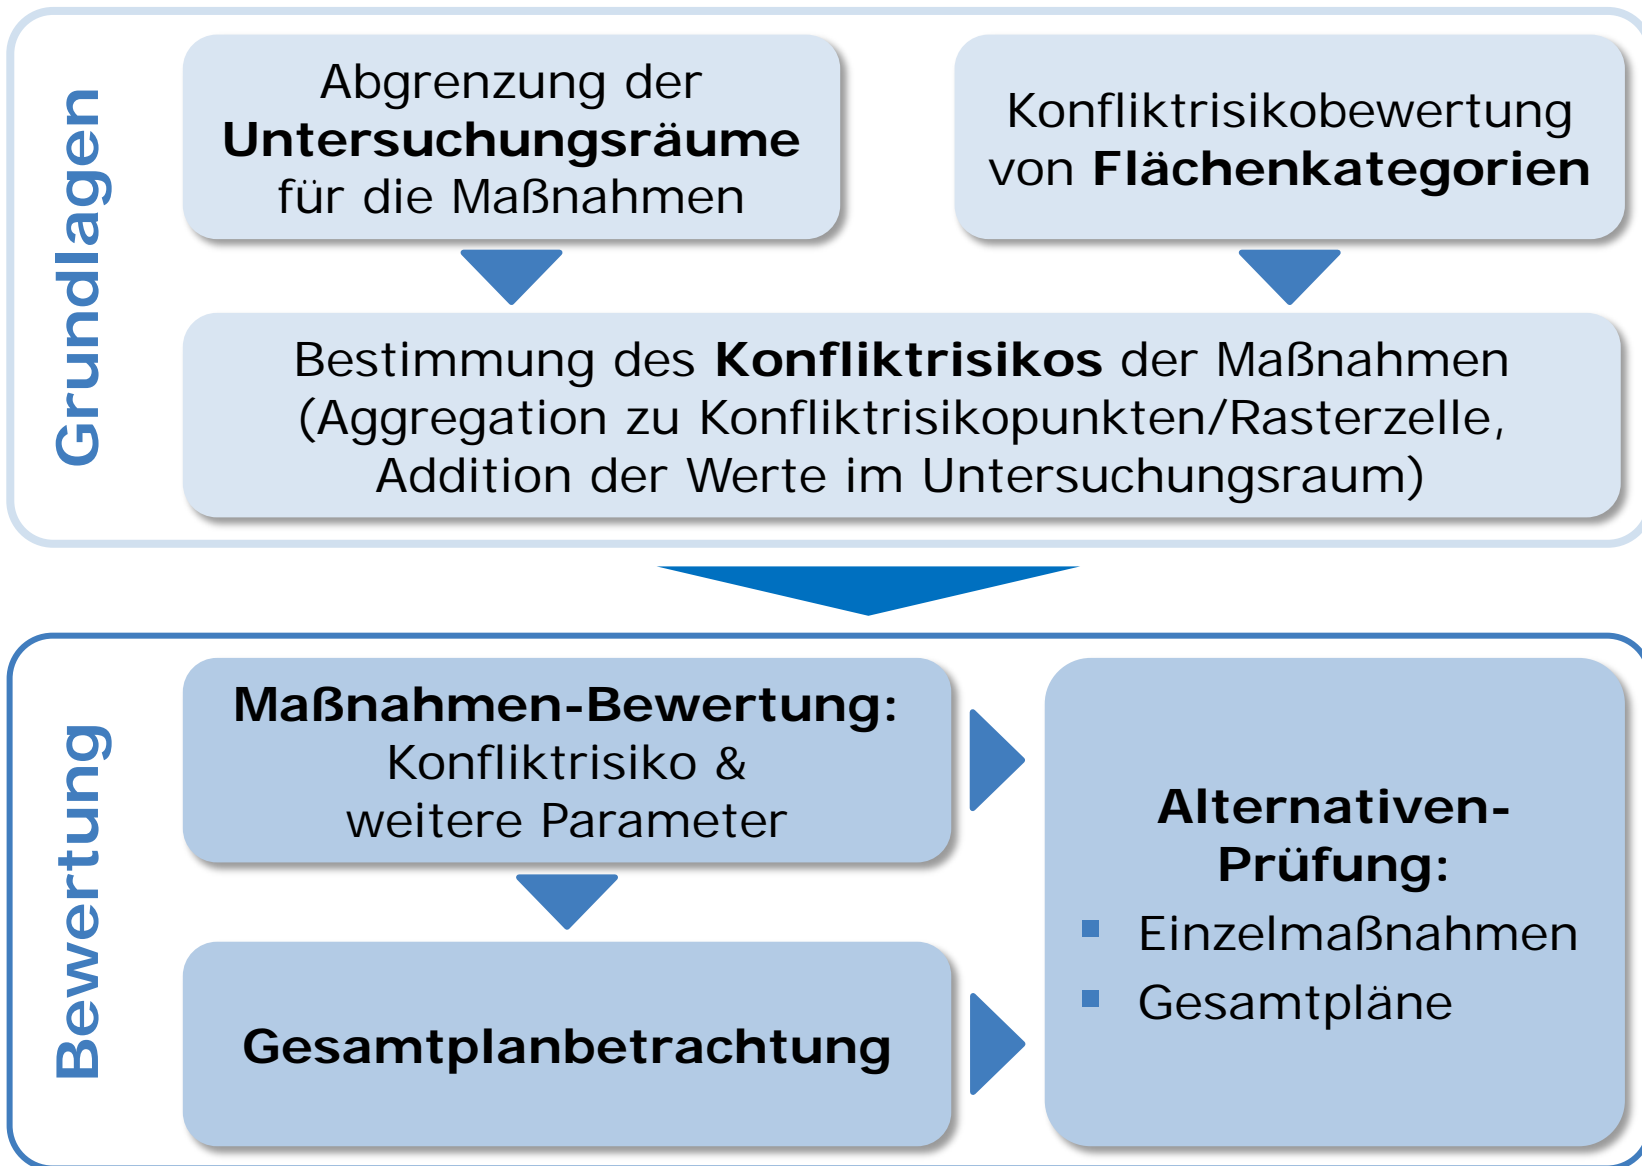 Grundlagen
Abgrenzung der
Untersuchungsräume
für die Maßnahmen
Konfliktrisikobewertung
von Flächenkategorien
Bestimmung des Konfliktrisikos der Maßnahmen
(Aggregation zu Konfliktrisikopunkten/Rasterzelle,
Addition der Werte im Untersuchungsraum)
Bewertung
Maßnahmen-Bewertung:
Konfliktrisiko &
weitere Parameter
Gesamtplanbetrachtung
Alternativen-
Prüfung:
▪ Einzelmaßnahmen
▪ Gesamtpläne